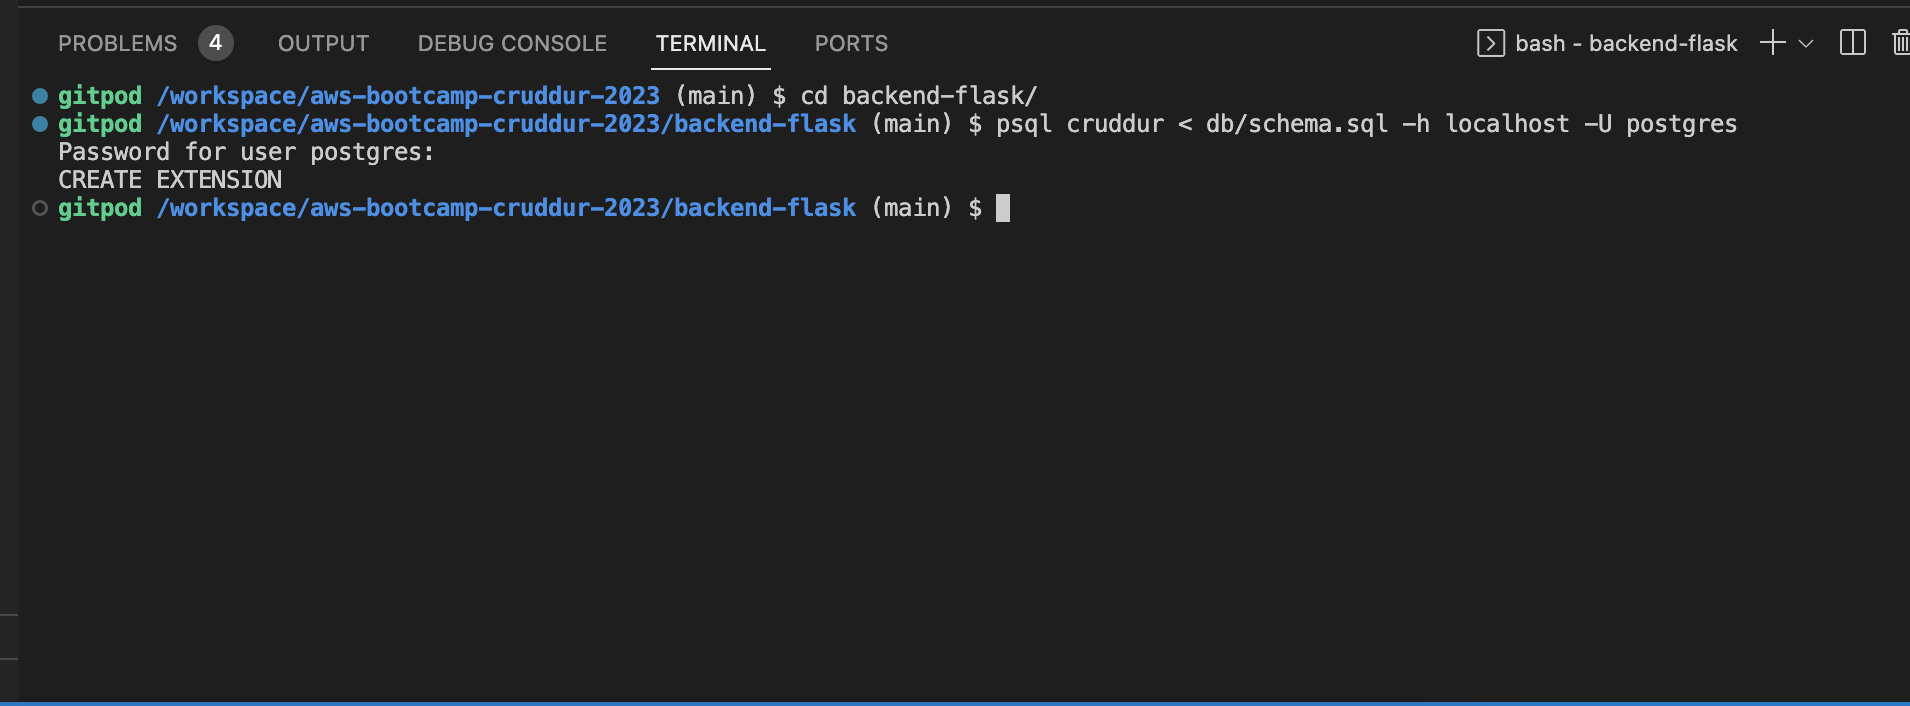 PROBLEMS 4 OUTPUT DEBUG CONSOLE TERMINAL PORTS bash - backend-flask
gitpod /workspace/aws-bootcamp-cruddur-2023 (main) $ cd backend-flask/
gitpod /workspace/aws-bootcamp-cruddur-2023/backend-flask (main) $ psql cruddur < db/schema.sql -h localhost -U postgres
Password for user postgres:
CREATE EXTENSION
gitpod /workspace/aws-bootcamp-cruddur-2023/backend-flask (main) $